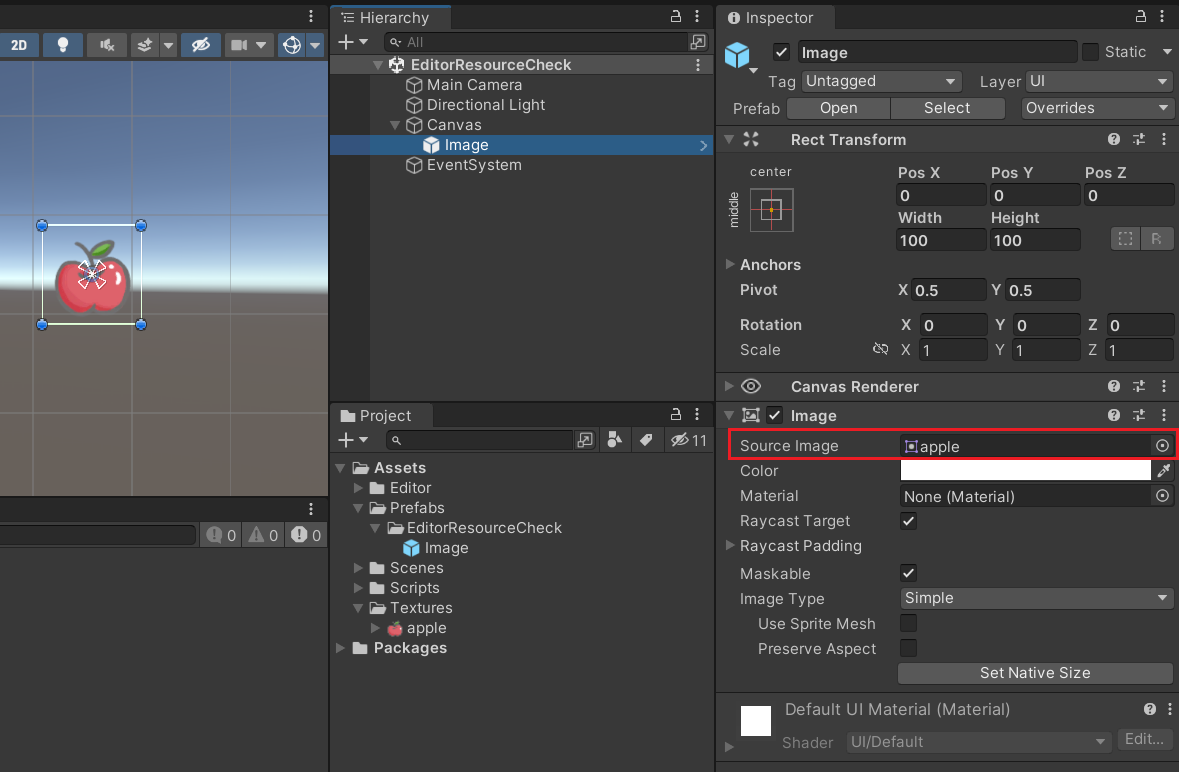 2D
0
0
0
Hierarchy
All
EditorResourceCheck
Main Camera
Directional Light
Canvas
Image
EventSystem
Project
11
Assets
Editor
Prefabs
EditorResourceCheck
Image
Scenes
Scripts
Textures
apple
Packages
Inspector
Image
Static
Tag Untagged Layer UI
Prefab Open Select Overrides
Rect Transform
center
middle
Pos X Pos Y Pos Z
0 0 0
Width Height
100 100
R
Anchors
Pivot X 0.5 Y 0.5
Rotation X 0 Y 0 Z 0
Scale X 1 Y 1 Z 1
Canvas Renderer
Image
Source Image apple
Color
Material None (Material)
Raycast Target
Raycast Padding
Maskable
Image Type Simple
Use Sprite Mesh
Preserve Aspect
Set Native Size
Default UI Material (Material)
Shader UI/Default Edit...